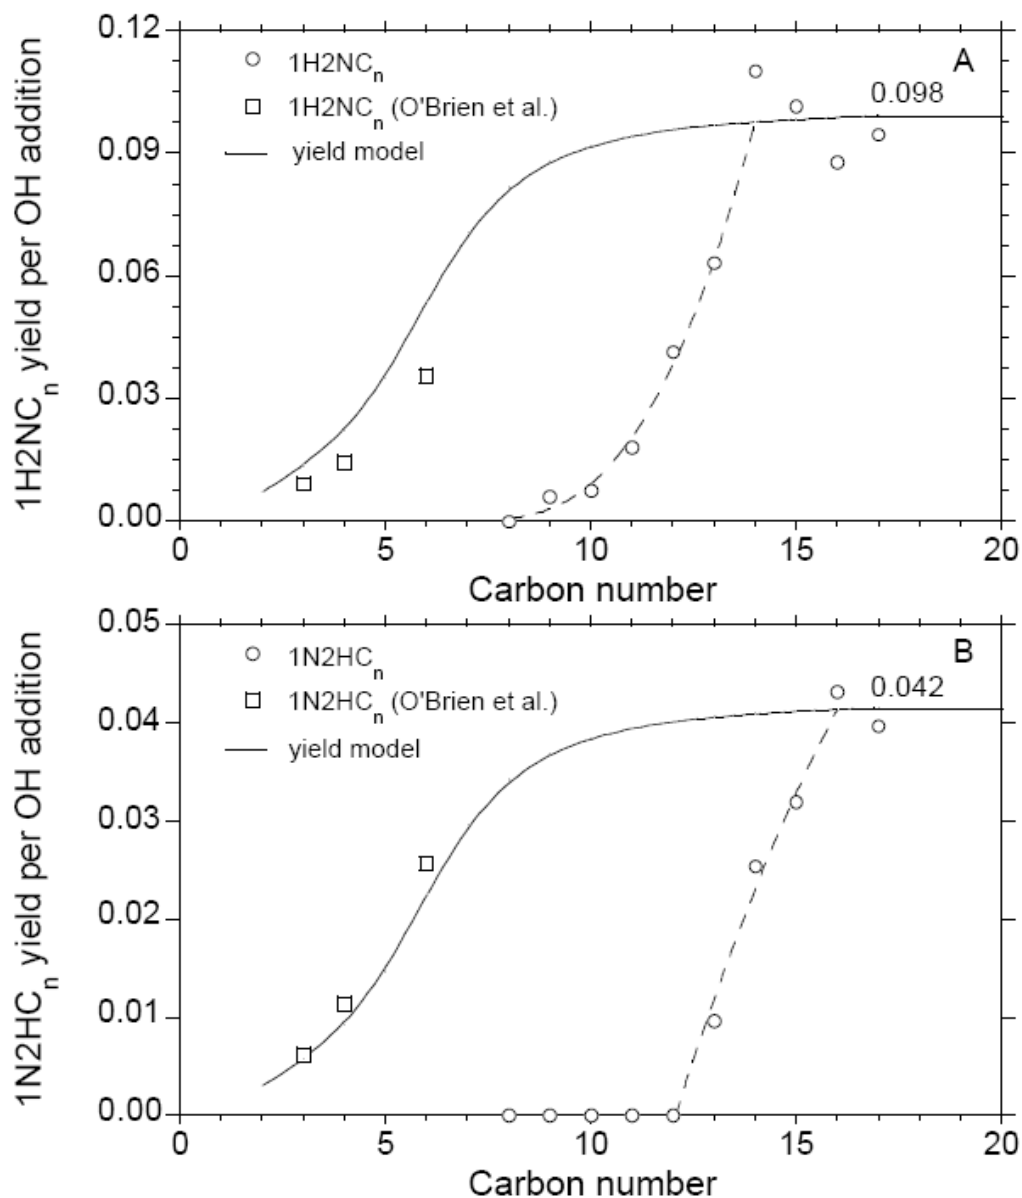 1H2NCn yield per OH addition
0.12
0.09
0.06
0.03
0.00
1H2NCn
1H2NCn (O'Brien et al.)
yield model
A
0.098
0 5 10 15 20
Carbon number
1N2HCn yield per OH addition
0.05
0.04
0.03
0.02
0.01
0.00
1N2HCn
1N2HCn (O'Brien et al.)
yield model
B
0.042
0 5 10 15 20
Carbon number